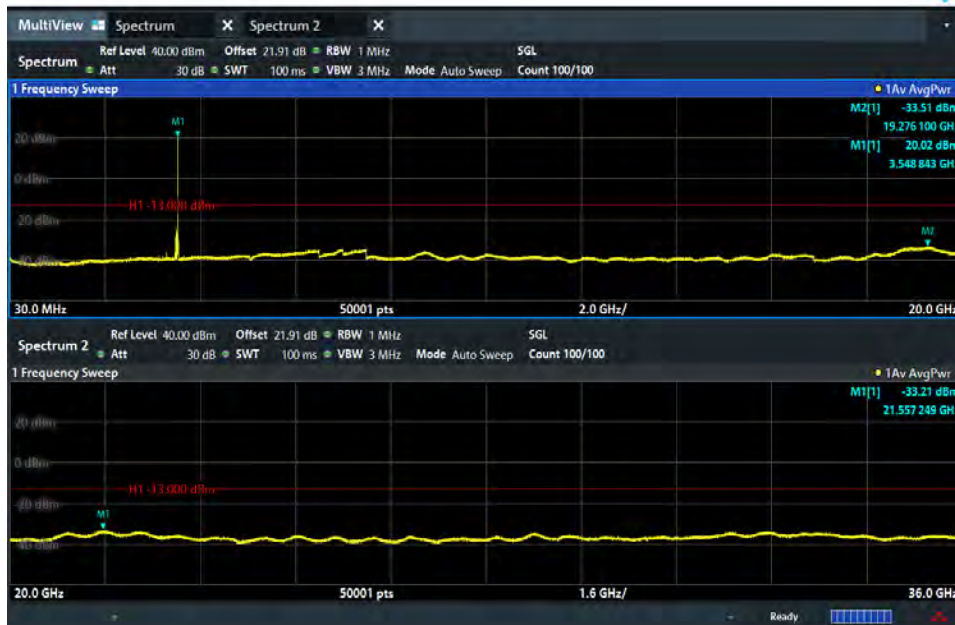 MultiView Spectrum X Spectrum 2 X
Spectrum Ref Level 40.00 dBm Offset 21.91 dB RBW 1 MHz SGL
Att 30 dB SWT 100 ms VBW 3 MHz Mode Auto Sweep Count 100/100
1 Frequency Sweep 1Av AvgPwr
M2[1] -33.51 dBm
19.276 100 GH
M1[1] 20.02 dBm
3.548 843 GH
M1
20 dBm
0 dBm
H1 -13.000 dBm
-20 dBm
M2
-40 dBm
30.0 MHz 50001 pts 2.0 GHz/ 20.0 GHz
Spectrum 2 Ref Level 40.00 dBm Offset 21.91 dB RBW 1 MHz SGL
Att 30 dB SWT 100 ms VBW 3 MHz Mode Auto Sweep Count 100/100
1 Frequency Sweep 1Av AvgPwr
M1[1] -33.21 dBm
21.557 249 GH
20 dBm
0 dBm
H1 -13.000 dBm
-20 dBm
M1
-40 dBm
20.0 GHz 50001 pts 1.6 GHz/ 36.0 GHz
Ready